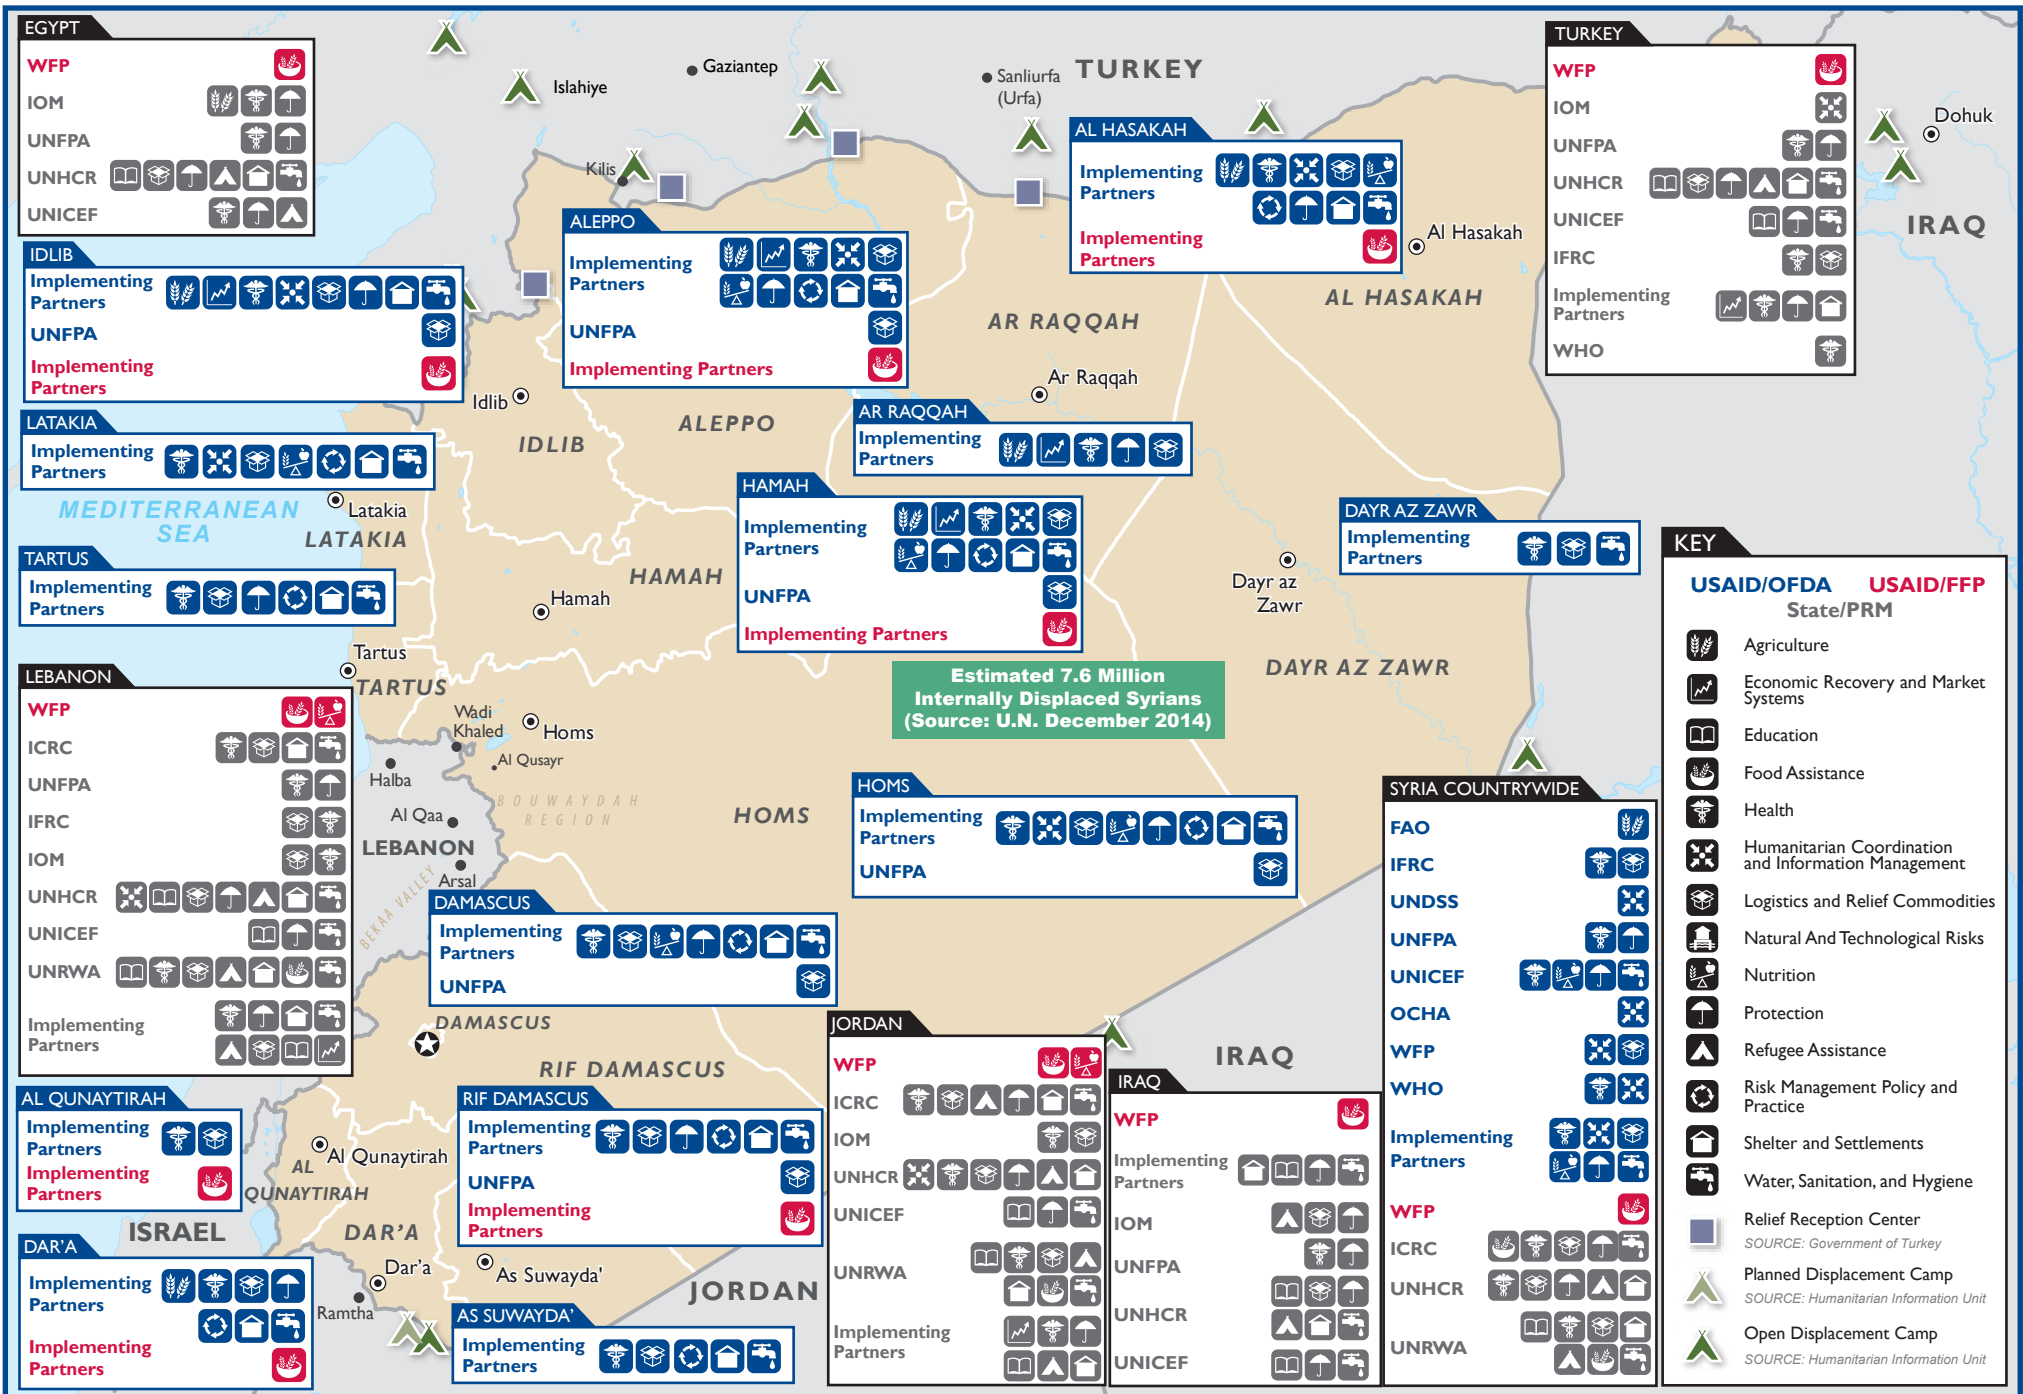 EGYPT
WFP
IOM
UNFPA
UNHCR
UNICEF
IDLIB
Implementing
Partners
UNFPA
Implementing
Partners
LATAKIA
Implementing
Partners
MEDITERRANEAN
SEA
TARTUS
Implementing
Partners
LEBANON
WFP
ICRC
UNFPA
IFRC
IOM
UNHCR
UNICEF
UNRWA
Implementing
Partners
AL QUNAYTIRAH
Implementing
Partners
Implementing
Partners
ISRAEL
DAR'A
Implementing
Partners
Implementing
Partners
Islahiye
Gaziantep
Sanliurfa
(Urfa)
TURKEY
Kilis
ALEPPO
Implementing
Partners
UNFPA
Implementing Partners
AL HASAKAH
Implementing
Partners
Implementing
Partners
Al Hasakah
AL HASAKAH
AR RAQQAH
Ar Raqqah
Idlib
IDLIB
ALEPPO
AR RAQQAH
Implementing
Partners
Latakia
LATAKIA
HAMAH
Implementing
Partners
UNFPA
Implementing Partners
HAMAH
Hamah
DAYR AZ ZAWR
Implementing
Partners
Dayr az
Zawr
DAYR AZ ZAWR
Estimated 7.6 Million
Internally Displaced Syrians
(Source: U.N. December 2014)
Tartus
TARTUS
Wadi
Khaled
Homs
Al Qusayr
Halba
BOUWAYDAH
REGION
Al Qaa
LEBANON
Arsal
BEKAA VALLEY
HOMS
HOMS
Implementing
Partners
UNFPA
DAMASCUS
Implementing
Partners
UNFPA
DAMASCUS
RIF DAMASCUS
RIF DAMASCUS
Implementing
Partners
UNFPA
Implementing
Partners
Al Qunaytirah
AL
QUNAYTIRAH
DAR'A
Dar'a
Ramtha
As Suwayda'
AS SUWAYDA'
Implementing
Partners
JORDAN
JORDAN
WFP
ICRC
IOM
UNHCR
UNICEF
UNRWA
Implementing
Partners
IRAQ
IRAQ
WFP
Implementing
Partners
IOM
UNFPA
UNHCR
UNICEF
SYRIA COUNTRYWIDE
FAO
IFRC
UNDSS
UNFPA
UNICEF
OCHA
WFP
WHO
Implementing
Partners
WFP
ICRC
UNHCR
UNRWA
TURKEY
WFP
IOM
UNFPA
UNHCR
UNICEF
IFRC
Implementing
Partners
WHO
Dohuk
IRAQ
KEY
USAID/OFDA USAID/FFP
State/PRM
Agriculture
Economic Recovery and Market
Systems
Education
Food Assistance
Health
Humanitarian Coordination
and Information Management
Logistics and Relief Commodities
Natural And Technological Risks
Nutrition
Protection
Refugee Assistance
Risk Management Policy and
Practice
Shelter and Settlements
Water, Sanitation, and Hygiene
Relief Reception Center
SOURCE: Government of Turkey
Planned Displacement Camp
SOURCE: Humanitarian Information Unit
Open Displacement Camp
SOURCE: Humanitarian Information Unit